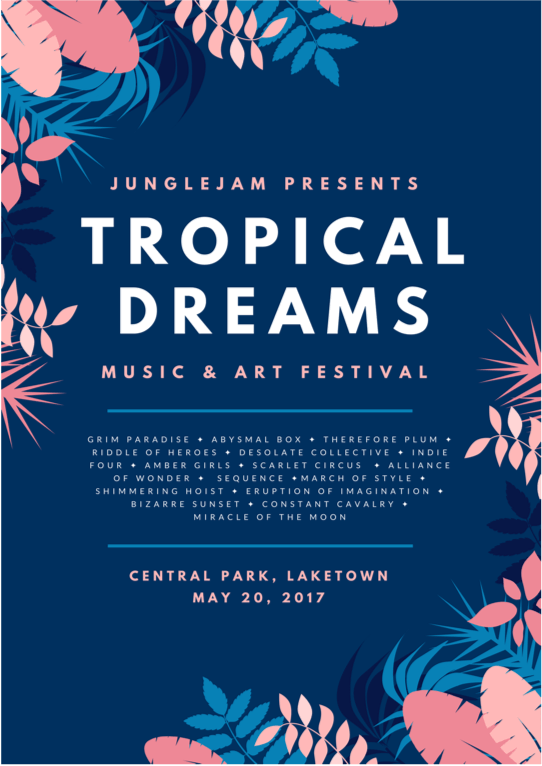 JUNGLEJAM PRESENTS
TROPICAL
DREAMS
MUSIC & ART FESTIVAL
GRIM PARADISE ✦ ABYSMAL BOX ✦ THEREFORE PLUM ✦
RIDDLE OF HEROES ✦ DESOLATE COLLECTIVE ✦ INDIE
FOUR ✦ AMBER GIRLS ✦ SCARLET CIRCUS ✦ ALLIANCE
OF WONDER ✦ SEQUENCE ✦MARCH OF STYLE ✦
SHIMMERING HOIST ✦ ERUPTION OF IMAGINATION ✦
BIZARRE SUNSET ✦ CONSTANT CAVALRY ✦
MIRACLE OF THE MOON
CENTRAL PARK, LAKETOWN
MAY 20, 2017